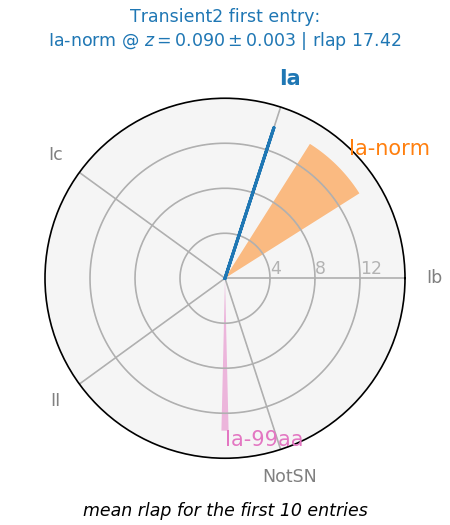 Transient2 first entry:
Ia-norm @ z = 0.090 ± 0.003 | rlap 17.42
Ia
Ic
Ia-norm
4 8 12
Ib
II
Ia-99aa
NotSN
mean rlap for the first 10 entries